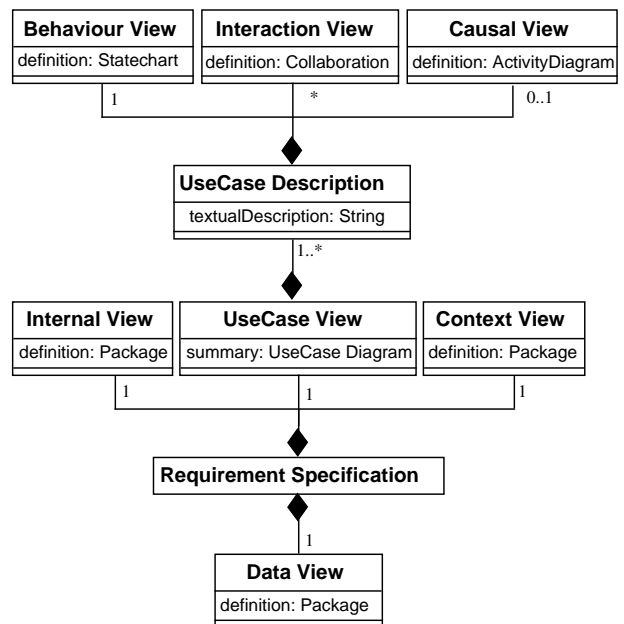 Behaviour View
definition: Statechart
Interaction View
definition: Collaboration
Causal View
definition: ActivityDiagram
1
*
0..1
UseCase Description
textualDescription: String
1..*
Internal View
definition: Package
UseCase View
summary: UseCase Diagram
Context View
definition: Package
1
1
1
Requirement Specification
1
Data View
definition: Package